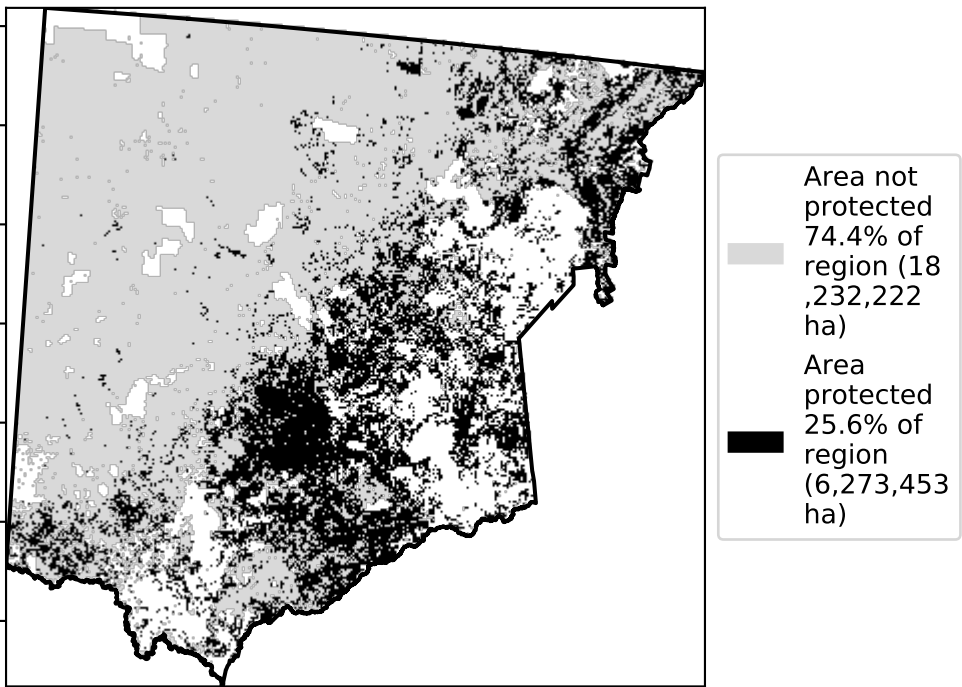 Area not
protected
74.4% of
region (18
,232,222
ha)
Area
protected
25.6% of
region
(6,273,453
ha)